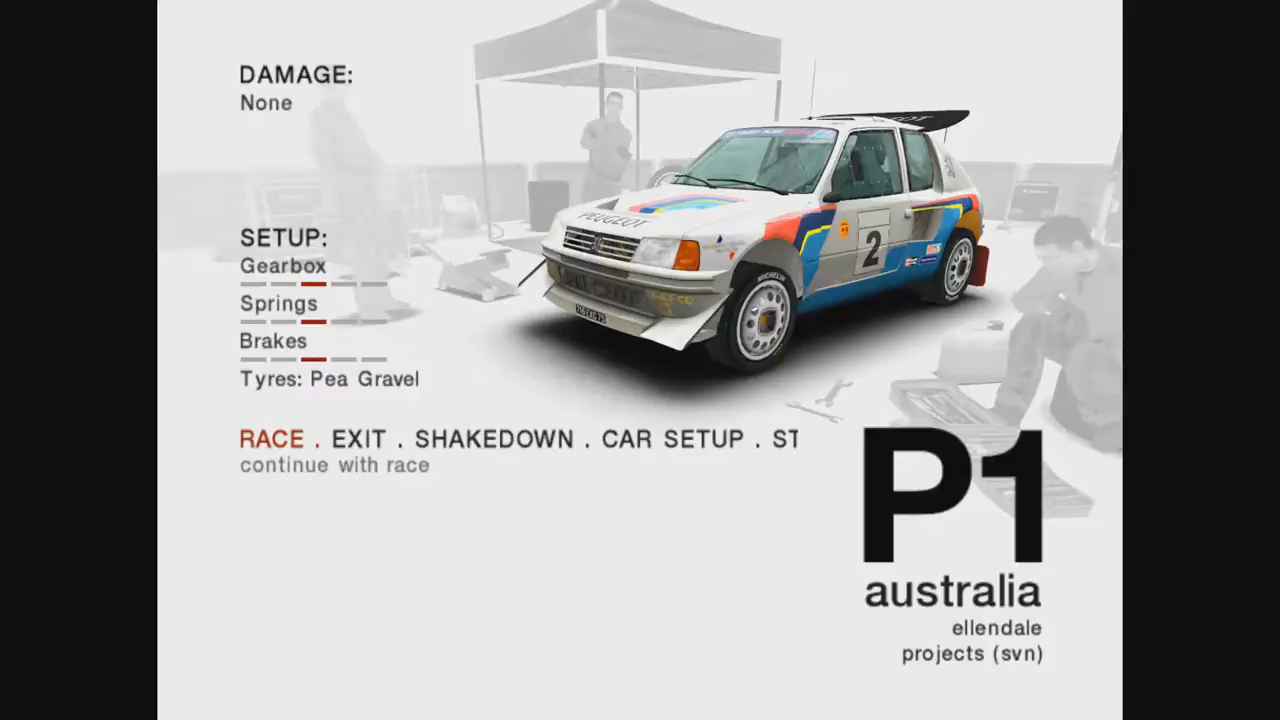 DAMAGE:
None
PEUGEOT
2
MICHELIN
SETUP:
Gearbox
Springs
Brakes
Tyres: Pea Gravel
RACE . EXIT . SHAKEDOWN . CAR SETUP . ST
continue with race
P1
australia
ellendale
projects (svn)